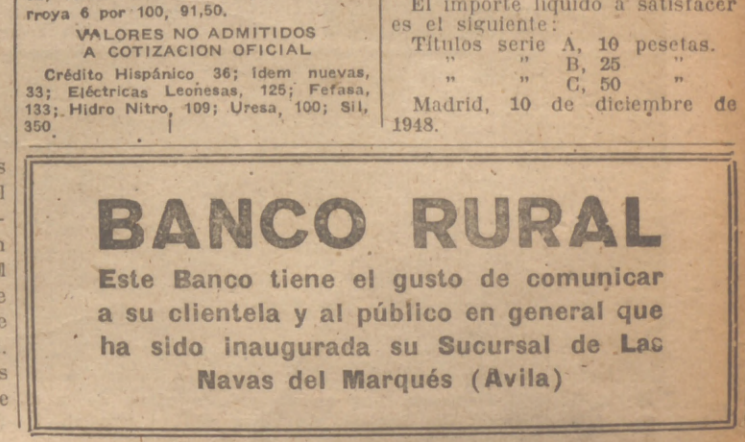 rroya 6 por 100, 91,50.
VALORES NO ADMITIDOS
A COTIZACION OFICIAL
Crédito Hispánico 36; idem nuevas,
33; Eléctricas Leonesas, 125; Fefasa,
133; Hidro Nitro, 109; Uresa, 100; Sil,
350
El importe líquido a satisfacer
es el siguiente:
Títulos serie A, 10 pesetas.
" " B, 25 "
" " C, 50 "
Madrid, 10 de diciembre de
1948.
BANCO RURAL
Este Banco tiene el gusto de comunicar
a su clientela y al público en general que
ha sido inaugurada su Sucursal de Las
Navas del Marqués (Avila)